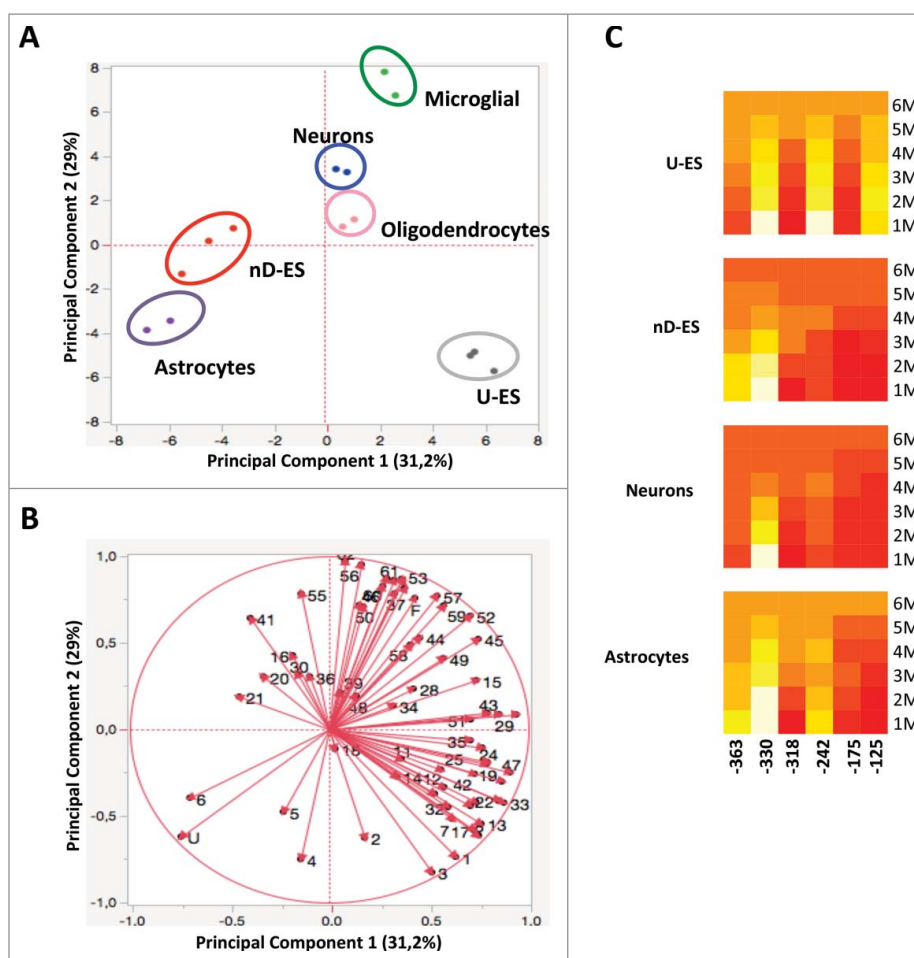 A
8
6
4
2
0
-2
-4
-6
-8
Principal Component 2 (29%)
Microglial
Neurons
Oligodendrocytes
nD-ES
Astrocytes
U-ES
-8 -6 -4 -2 0 2 4 6 8
Principal Component 1 (31,2%)
B
1,0
0,5
0,0
-0,5
-1,0
Principal Component 2 (29%)
56 61 53
55 37 F 57
41 50 59 52
16 44 45
30 58 49
20 36 39 15
21 48 34 28
43
51 29
18 11 35 24
25 47
6 14 12 42 19
32 22 33
5 7 17 13
U 2
4 3 1
-1.0 -0.5 0.0 0.5 1.0
Principal Component 1 (31,2%)
C
U-ES
6M
5M
4M
3M
2M
1M
nD-ES
6M
5M
4M
3M
2M
1M
Neurons
6M
5M
4M
3M
2M
1M
Astrocytes
6M
5M
4M
3M
2M
1M
-363 -330 -318 -242 -175 -125